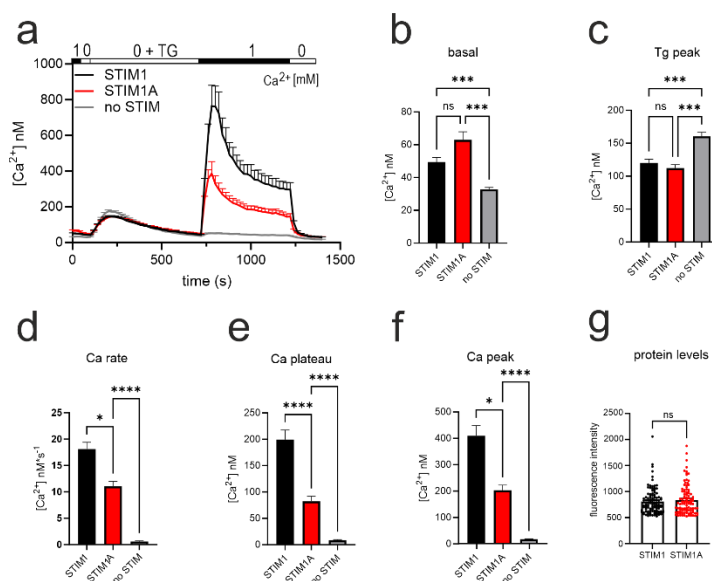 a
1 0 0 + TG 1 0
Ca²⁺ [mM]
STIM1
STIM1A
no STIM
1000
800
600
400
200
0
[Ca²⁺] nM
0 500 1000 1500
time (s)
b
basal
***
ns ***
80
60
40
20
0
[Ca²⁺] nM
STIM1 STIM1A no STIM
c
Tg peak
***
ns ***
200
150
100
50
0
[Ca²⁺] nM
STIM1 STIM1A no STIM
d
Ca rate
****
*
25
20
15
10
5
0
[Ca²⁺] nM*s⁻¹
STIM1 STIM1A no STIM
e
Ca plateau
****
****
250
200
150
100
50
0
[Ca²⁺] nM
STIM1 STIM1A no STIM
f
Ca peak
****
*
500
400
300
200
100
0
[Ca²⁺] nM
STIM1 STIM1A no STIM
g
protein levels
ns
2500
2000
1500
1000
500
0
fluorescence intensity
STIM1 STIM1A